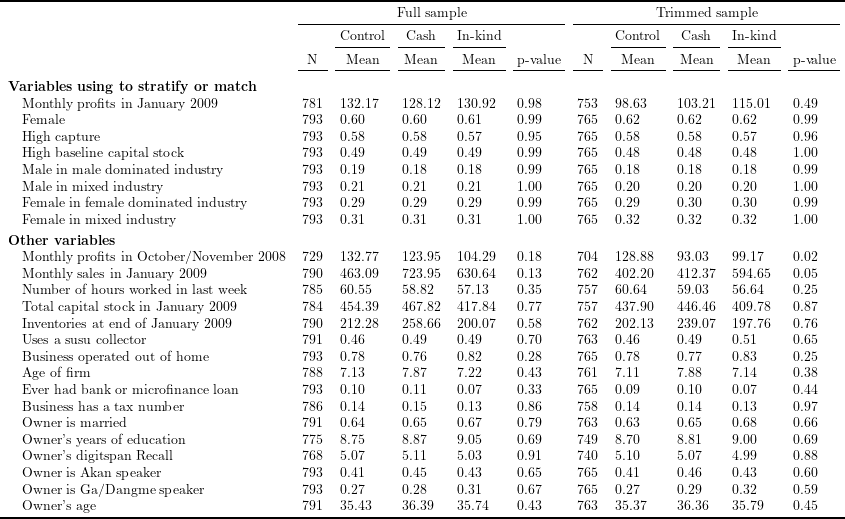 Full sample Trimmed sample
Control Cash In-kind Control Cash In-kind
N Mean Mean Mean p-value N Mean Mean Mean p-value
Variables using to stratify or match
Monthly profits in January 2009 781 132.17 128.12 130.92 0.98 753 98.63 103.21 115.01 0.49
Female 793 0.60 0.60 0.61 0.99 765 0.62 0.62 0.62 0.99
High capture 793 0.58 0.58 0.57 0.95 765 0.58 0.58 0.57 0.96
High baseline capital stock 793 0.49 0.49 0.49 0.99 765 0.48 0.48 0.48 1.00
Male in male dominated industry 793 0.19 0.18 0.18 0.99 765 0.18 0.18 0.18 0.99
Male in mixed industry 793 0.21 0.21 0.21 1.00 765 0.20 0.20 0.20 1.00
Female in female dominated industry 793 0.29 0.29 0.29 0.99 765 0.29 0.30 0.30 0.99
Female in mixed industry 793 0.31 0.31 0.31 1.00 765 0.32 0.32 0.32 1.00
Other variables
Monthly profits in October/November 2008 729 132.77 123.95 104.29 0.18 704 128.88 93.03 99.17 0.02
Monthly sales in January 2009 790 463.09 723.95 630.64 0.13 762 402.20 412.37 594.65 0.05
Number of hours worked in last week 785 60.55 58.82 57.13 0.35 757 60.64 59.03 56.64 0.25
Total capital stock in January 2009 784 454.39 467.82 417.84 0.77 757 437.90 446.46 409.78 0.87
Inventories at end of January 2009 790 212.28 258.66 200.07 0.58 762 202.13 239.07 197.76 0.76
Uses a susu collector 791 0.46 0.49 0.49 0.70 763 0.46 0.49 0.51 0.65
Business operated out of home 793 0.78 0.76 0.82 0.28 765 0.78 0.77 0.83 0.25
Age of firm 788 7.13 7.87 7.22 0.43 761 7.11 7.88 7.14 0.38
Ever had bank or microfinance loan 793 0.10 0.11 0.07 0.33 765 0.09 0.10 0.07 0.44
Business has a tax number 786 0.14 0.15 0.13 0.86 758 0.14 0.14 0.13 0.97
Owner is married 791 0.64 0.65 0.67 0.79 763 0.63 0.65 0.68 0.66
Owner's years of education 775 8.75 8.87 9.05 0.69 749 8.70 8.81 9.00 0.69
Owner's digitspan Recall 768 5.07 5.11 5.03 0.91 740 5.10 5.07 4.99 0.88
Owner is Akan speaker 793 0.41 0.45 0.43 0.65 765 0.41 0.46 0.43 0.60
Owner is Ga/Dangme speaker 793 0.27 0.28 0.31 0.67 765 0.27 0.29 0.32 0.59
Owner's age 791 35.43 36.39 35.74 0.43 763 35.37 36.36 35.79 0.45